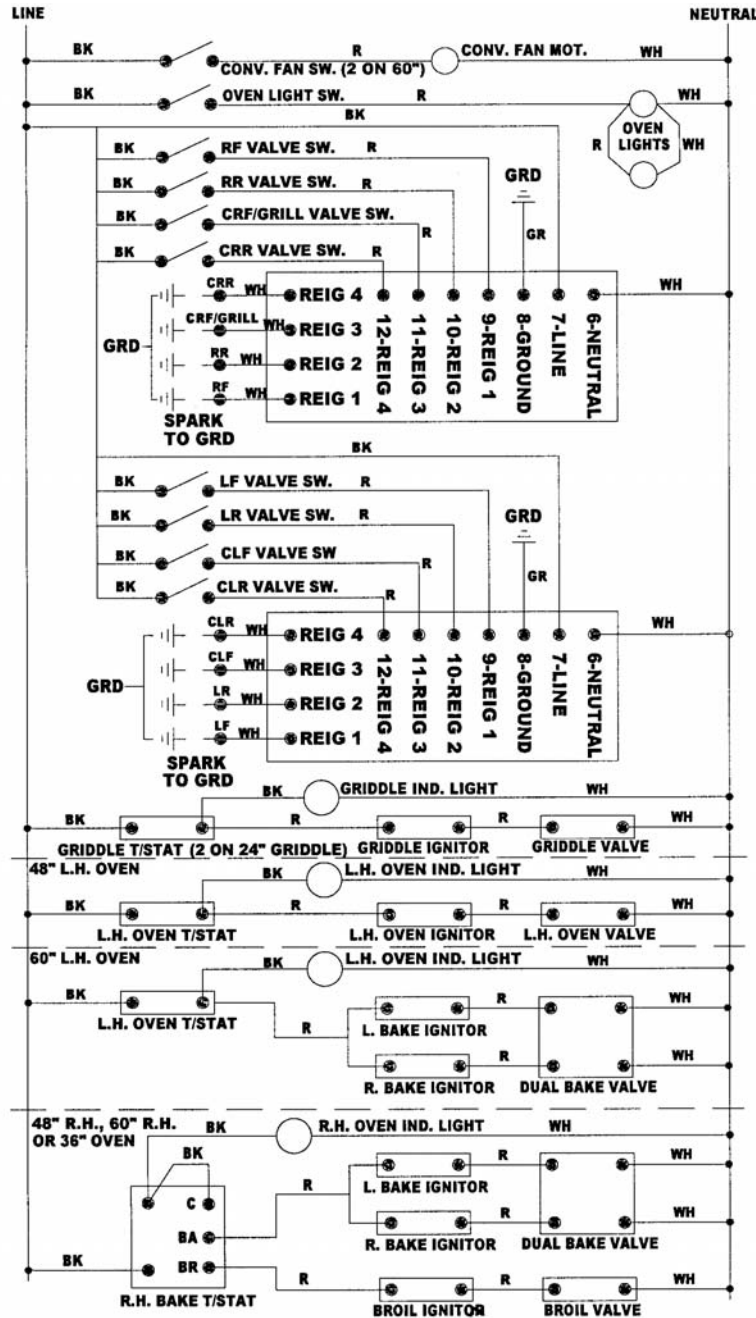 LINE NEUTRAL
BK R CONV. FAN MOT. WH
CONV. FAN SW. (2 ON 60")
BK OVEN LIGHT SW. R WH
BK
R OVEN LIGHTS WH
BK RF VALVE SW. R
BK RR VALVE SW. R
GRD
BK CRF/GRILL VALVE SW.
R
GR
BK CRR VALVE SW. R
CRR WH REIG 4 WH
CRF/GRILL WH REIG 3
GRD
RR WH REIG 2
RF WH REIG 1
12-REIG 4
11-REIG 3
10-REIG 2
9-REIG 1
8-GROUND
7-LINE
6-NEUTRAL
SPARK
TO GRD
BK
BK LF VALVE SW. R
BK LR VALVE SW. R
GRD
BK CLF VALVE SW
R
GR
BK CLR VALVE SW. R
CLR WH REIG 4 WH
CLF WH REIG 3
GRD
LR WH REIG 2
LF WH REIG 1
12-REIG 4
11-REIG 3
10-REIG 2
9-REIG 1
8-GROUND
7-LINE
6-NEUTRAL
SPARK
TO GRD
BK GRIDDLE IND. LIGHT WH
BK R R WH
GRIDDLE T/STAT (2 ON 24" GRIDDLE) GRIDDLE IGNITOR GRIDDLE VALVE
48" L.H. OVEN
BK L.H. OVEN IND. LIGHT WH
BK R R WH
L.H. OVEN T/STAT L.H. OVEN IGNITOR L.H. OVEN VALVE
60" L.H. OVEN
BK L.H. OVEN IND. LIGHT WH
BK R WH
L.H. OVEN T/STAT R L. BAKE IGNITOR
R WH
R. BAKE IGNITOR DUAL BAKE VALVE
48" R.H., 60" R.H.
OR 36" OVEN
BK R.H. OVEN IND. LIGHT WH
BK
R WH
C R L. BAKE IGNITOR
BA R WH
R. BAKE IGNITOR DUAL BAKE VALVE
BK BR R R WH
R.H. BAKE T/STAT BROIL IGNITOR BROIL VALVE